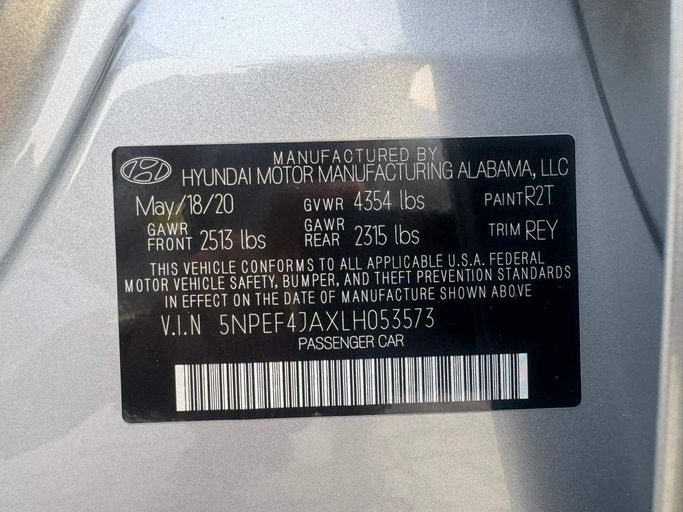 MANUFACTURED BY
HYUNDAI MOTOR MANUFACTURING ALABAMA, LLC
May/18/20 GVWR 4354 lbs PAINT R2T
GAWR FRONT 2513 lbs GAWR REAR 2315 lbs TRIM REY
THIS VEHICLE CONFORMS TO ALL APPLICABLE U.S.A. FEDERAL
MOTOR VEHICLE SAFETY, BUMPER, AND THEFT PREVENTION STANDARDS
IN EFFECT ON THE DATE OF MANUFACTURE SHOWN ABOVE
V.I.N 5NPEF4JAXLH053573
PASSENGER CAR